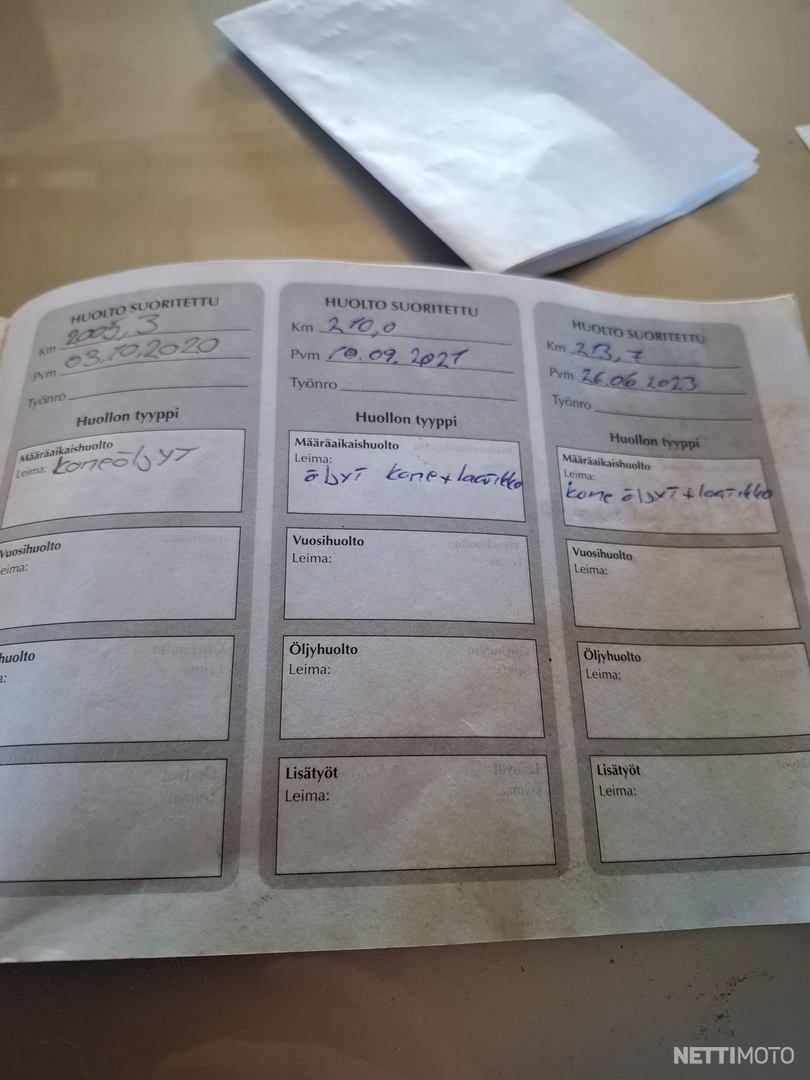 HUOLTO SUORITETTU
Km 2005,3
Pvm 03,10,2020
Työnro
Huollon tyyppi
Määräaikaishuolto
Leima: koneöljyt
Vuosihuolto
eima:
huolto
a:
HUOLTO SUORITETTU
Km 210,0
Pvm 10.09.2021
Työnro
Huollon tyyppi
Määräaikaishuolto
Leima:
öljyt kone+laatikko
Vuosihuolto
Leima:
Öljyhuolto
Leima:
Lisätyöt
Leima:
HUOLTO SUORITETTU
Km 213,7
Pvm 26.06.2023
Työnro
Huollon tyyppi
Määräaikaishuolto
Leima:
kone öljyt+laatikko
Vuosihuolto
Leima:
Öljyhuolto
Leima:
Lisätyöt
Leima:
NETTIMOTO